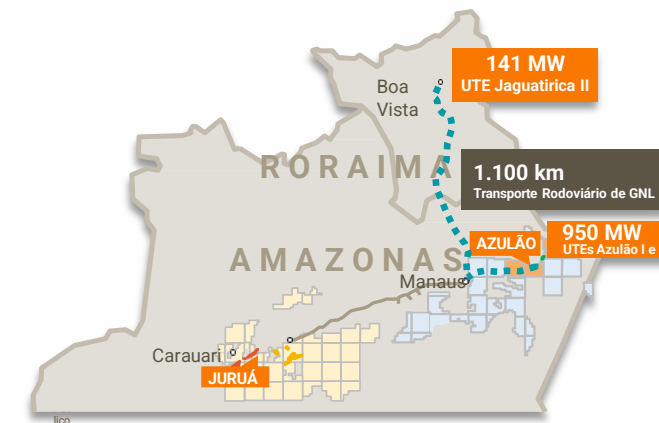 141 MW
UTE Jaguatirica II
Boa
Vista
RORAIMA
1.100 km
Transporte Rodoviário de GNL
950 MW
UTEs Azulão I e
AZULÃO
AMAZONAS
Manaus
Carauari
JURUÁ
lico